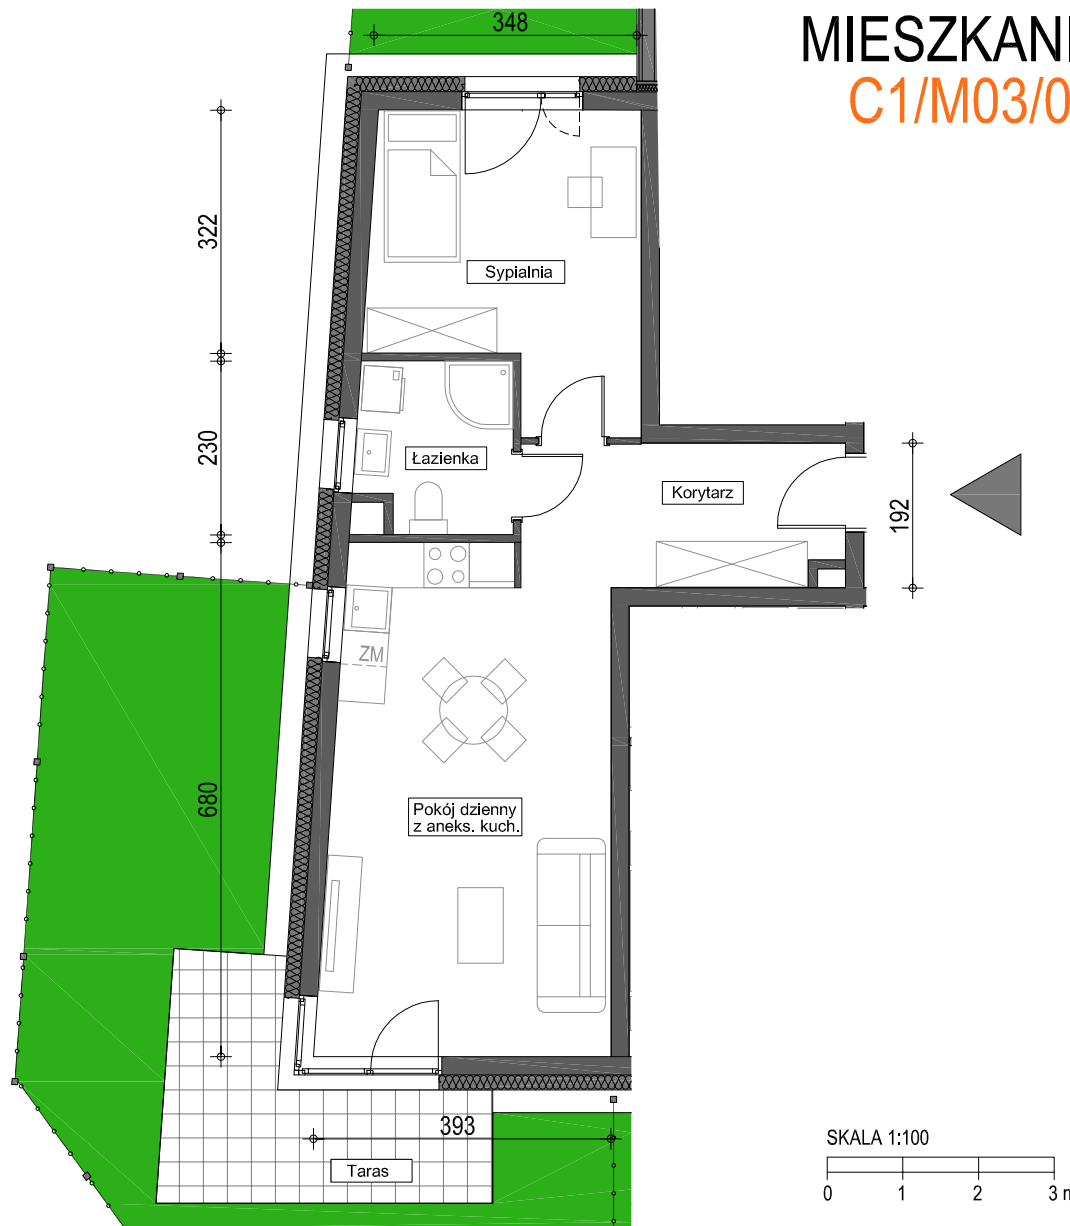 348
MIESZKANI
C1/M03/0
322
Sypialnia
230
Łazienka
Korytarz
192
ZM
680
Pokój dzienny
z aneks. kuch.
393
Taras
SKALA 1:100
0 1 2 3 m